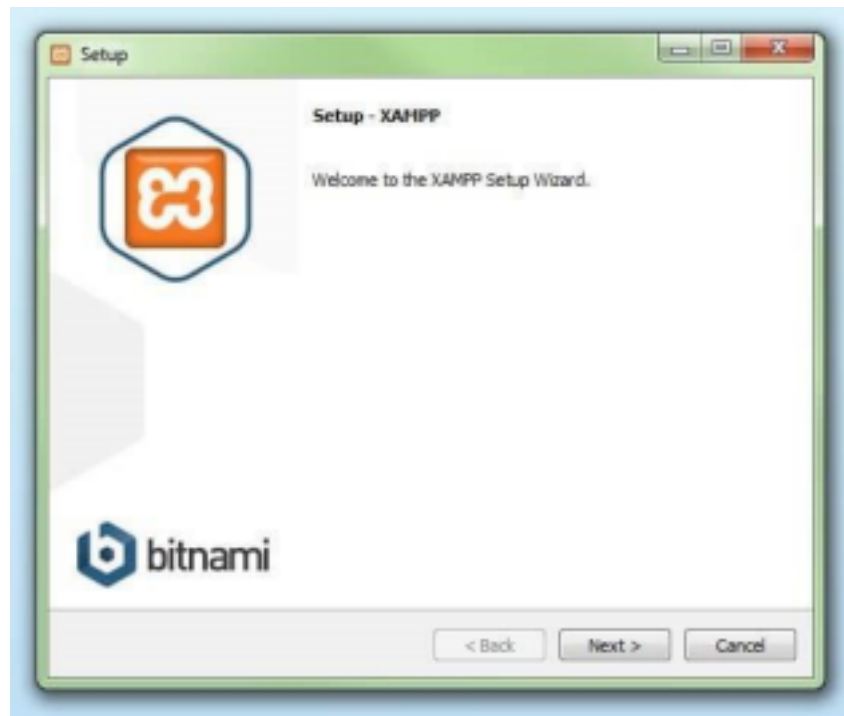 Setup
Setup - XAMPP
Welcome to the XAMPP Setup Wizard.
bitnami
< Back
Next >
Cancel